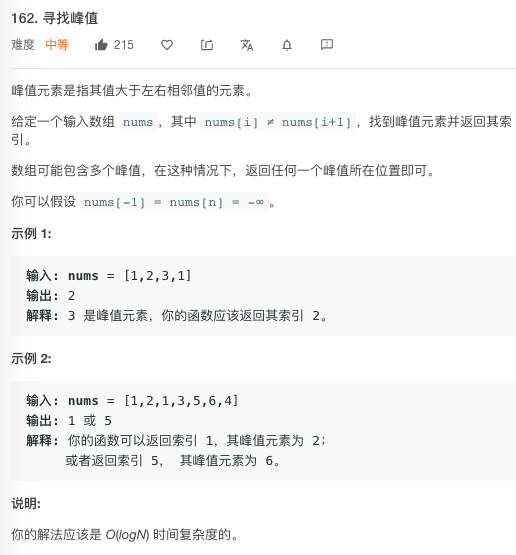 162. 寻找峰值
难度 中等 215
峰值元素是指其值大于左右相邻值的元素。
给定一个输入数组 nums，其中 nums[i] ≠ nums[i+1]，找到峰值元素并返回其索
引。
数组可能包含多个峰值，在这种情况下，返回任何一个峰值所在位置即可。
你可以假设 nums[-1] = nums[n] = -∞。
示例 1:
输入: nums = [1,2,3,1]
输出: 2
解释: 3 是峰值元素，你的函数应该返回其索引 2。
示例 2:
输入: nums = [1,2,1,3,5,6,4]
输出: 1 或 5
解释: 你的函数可以返回索引 1，其峰值元素为 2；
或者返回索引 5， 其峰值元素为 6。
说明:
你的解法应该是 O(logN) 时间复杂度的。